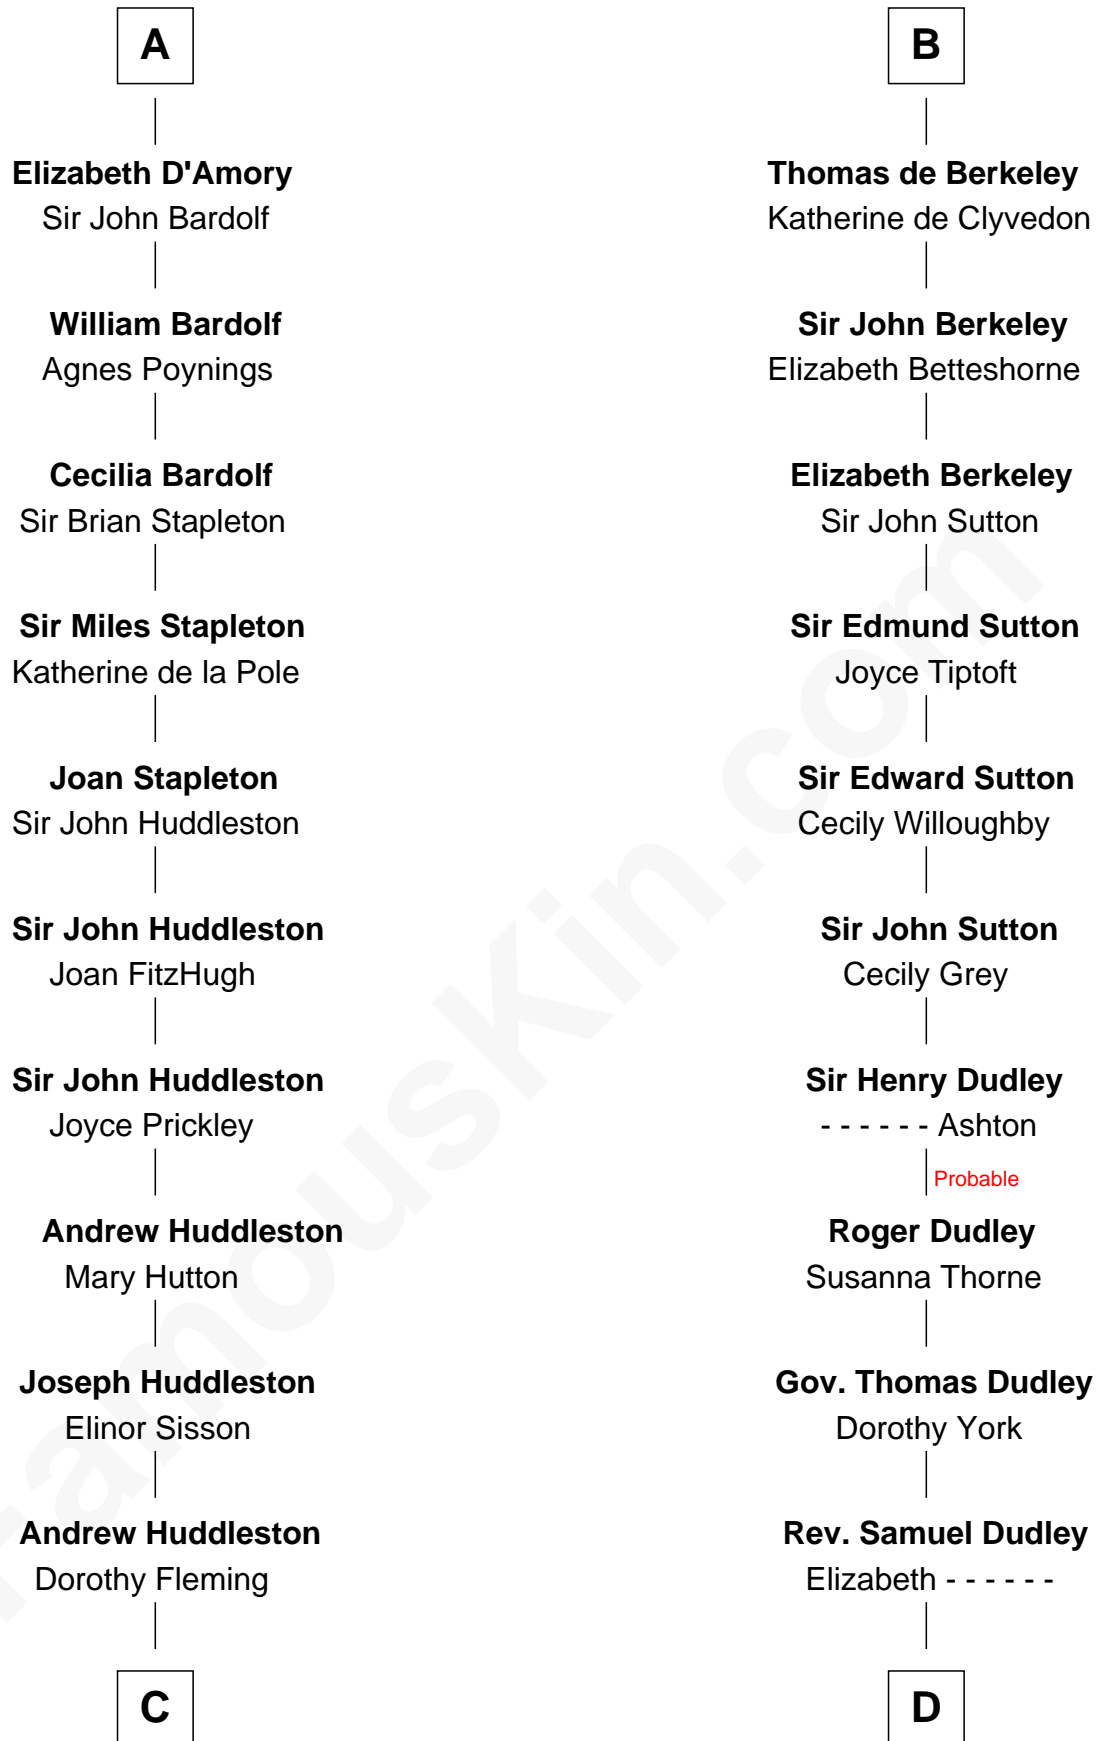 A
Elizabeth D'Amory
Sir John Bardolf
William Bardolf
Agnes Poynings
Cecilia Bardolf
Sir Brian Stapleton
Sir Miles Stapleton
Katherine de la Pole
Joan Stapleton
Sir John Huddleston
Sir John Huddleston
Joan FitzHugh
Sir John Huddleston
Joyce Prickley
Andrew Huddleston
Mary Hutton
Joseph Huddleston
Elinor Sisson
Andrew Huddleston
Dorothy Fleming
C
B
Thomas de Berkeley
Katherine de Clyvedon
Sir John Berkeley
Elizabeth Betteshorne
Elizabeth Berkeley
Sir John Sutton
Sir Edmund Sutton
Joyce Tiptoft
Sir Edward Sutton
Cecily Willoughby
Sir John Sutton
Cecily Grey
Sir Henry Dudley
- - - - - - Ashton
Probable
Roger Dudley
Susanna Thorne
Gov. Thomas Dudley
Dorothy York
Rev. Samuel Dudley
Elizabeth - - - - - -
D
FamousKin.com